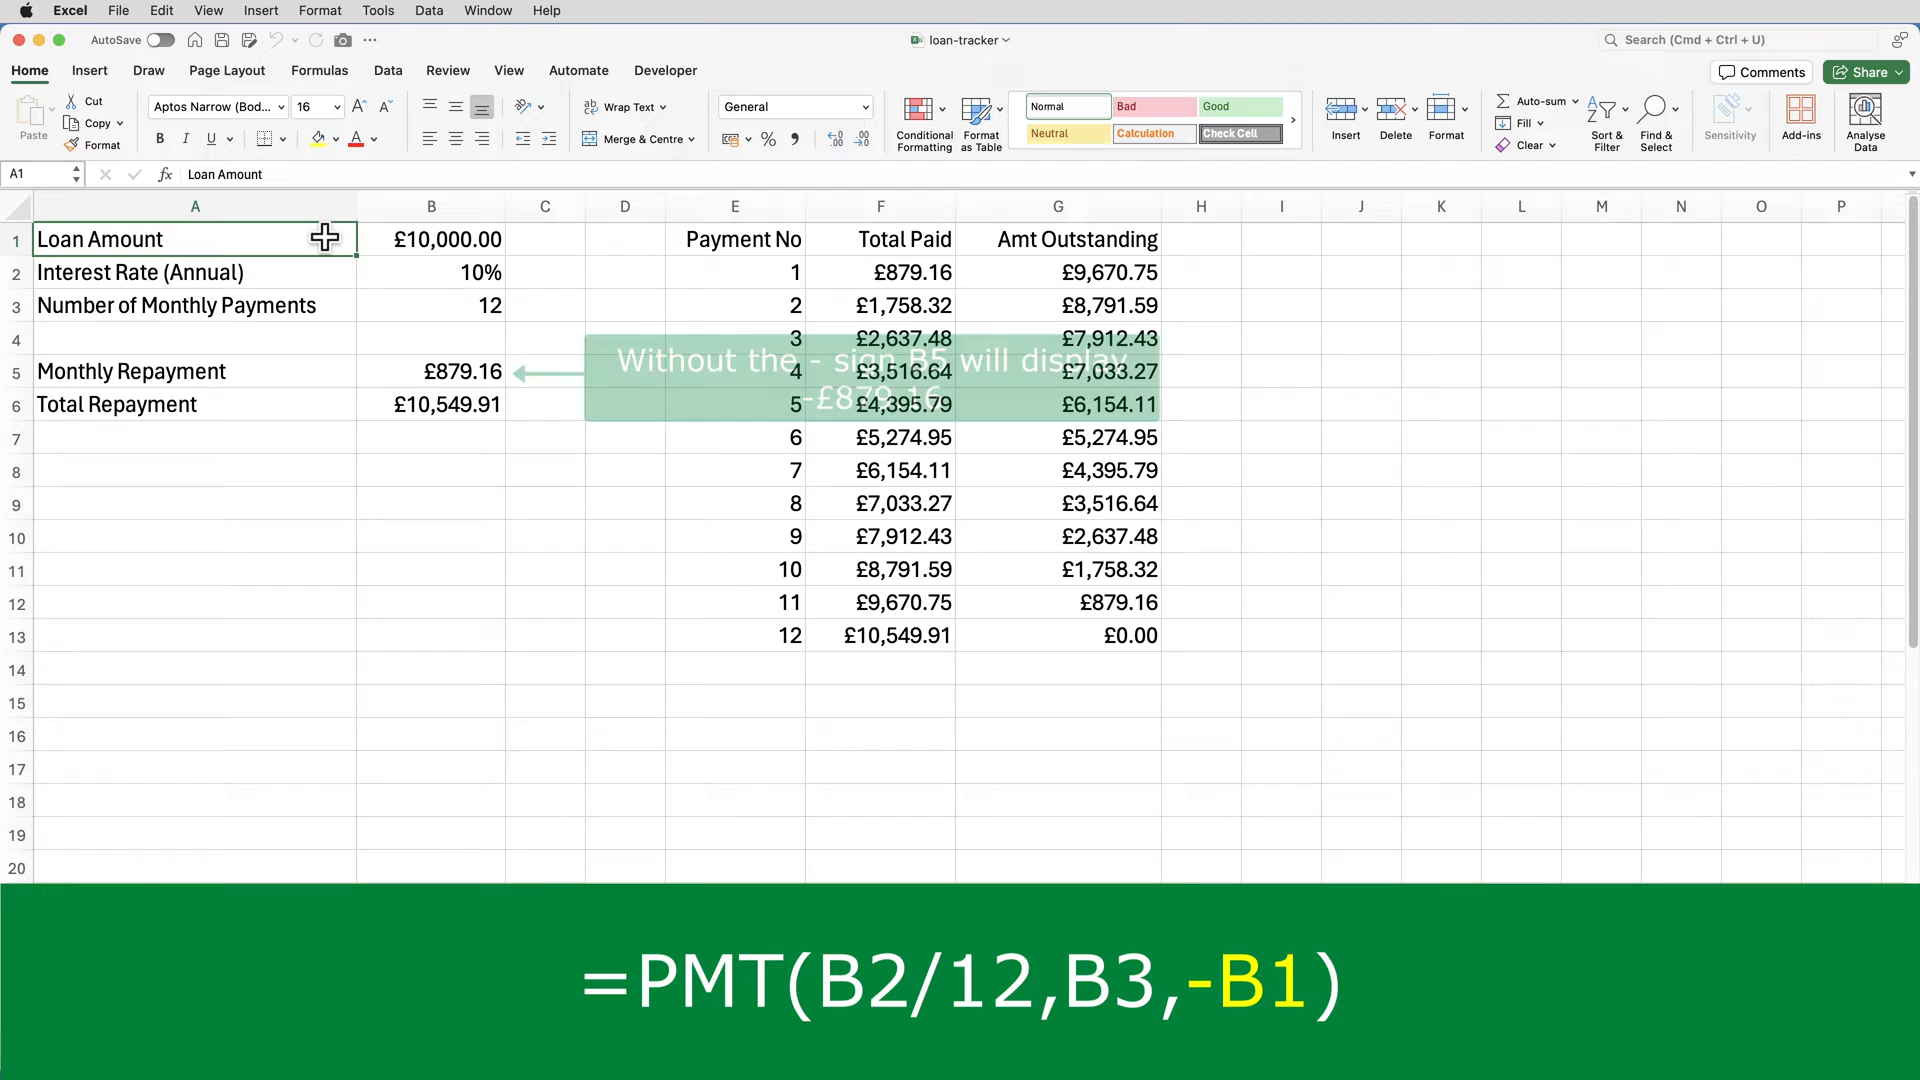 Excel File Edit View Insert Format Tools Data Window Help
AutoSave loan-tracker Search (Cmd + Ctrl + U)
Home Insert Draw Page Layout Formulas Data Review View Automate Developer Comments Share
Paste Cut Copy Format
Aptos Narrow (Bod... 16
B I U
Wrap Text
Merge & Centre
General
Conditional Formatting
Format as Table
Normal Bad Good
Neutral Calculation Check Cell
Insert Delete Format
Auto-sum
Fill
Clear
Sort & Filter
Find & Select
Sensitivity
Add-ins
Analyse Data
A1 fx Loan Amount
A B C D E F G H I J K L M N O P
1 Loan Amount £10,000.00 Payment No Total Paid Amt Outstanding
2 Interest Rate (Annual) 10% 1 £879.16 £9,670.75
3 Number of Monthly Payments 12 2 £1,758.32 £8,791.59
4 3 £2,637.48 £7,912.43
Without the - sign B5 will display
5 Monthly Repayment £879.16 4 £3,516.64 £7,033.27
-£879.16
6 Total Repayment £10,549.91 5 £4,395.79 £6,154.11
7 6 £5,274.95 £5,274.95
8 7 £6,154.11 £4,395.79
9 8 £7,033.27 £3,516.64
10 9 £7,912.43 £2,637.48
11 10 £8,791.59 £1,758.32
12 11 £9,670.75 £879.16
13 12 £10,549.91 £0.00
14
15
16
17
18
19
20
=PMT(B2/12,B3,-B1)